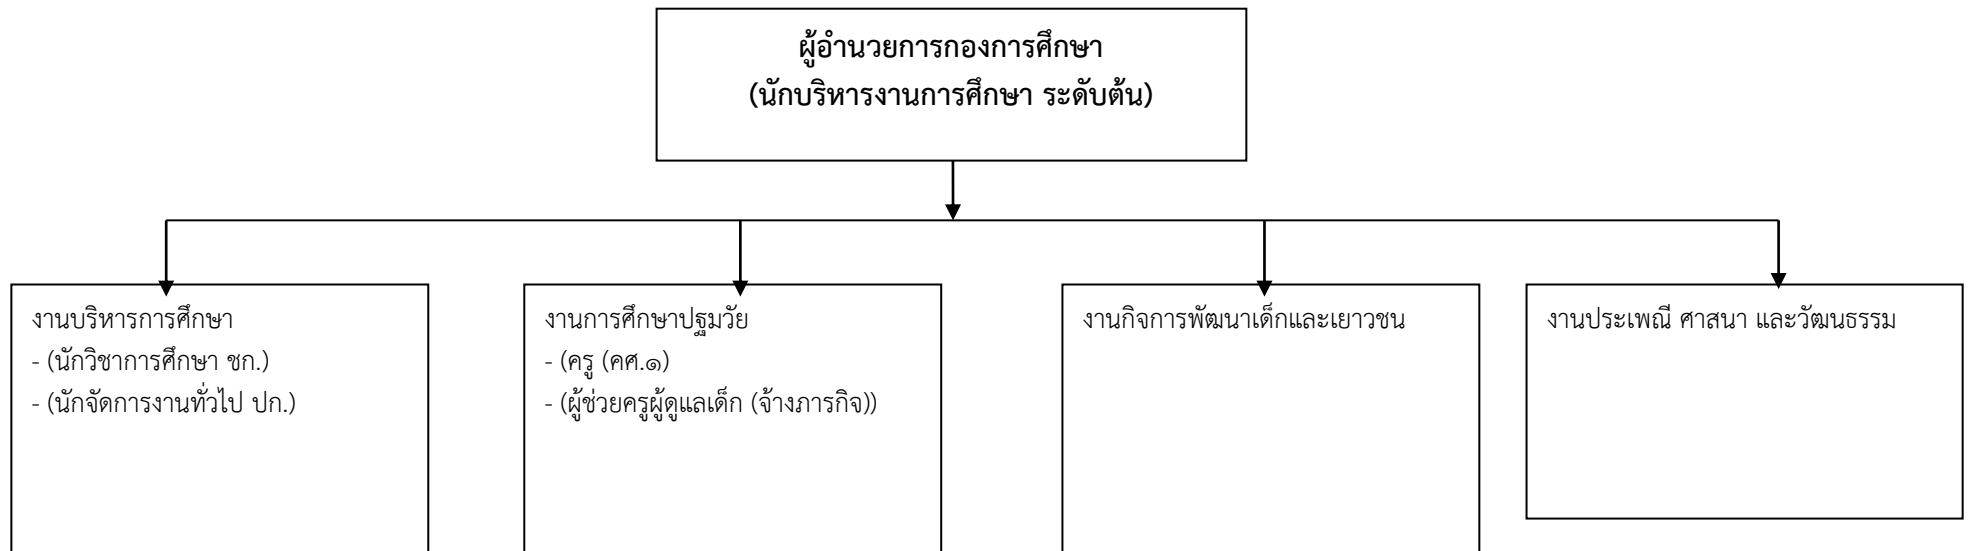 ผู้อำนวยการกองการศึกษา
(นักบริหารงานการศึกษา ระดับต้น)
งานบริหารการศึกษา
- (นักวิชาการศึกษา ชก.)
- (นักจัดการงานทั่วไป ปก.)
งานการศึกษาปฐมวัย
- (ครู (คศ.๑)
- (ผู้ช่วยครูผู้ดูแลเด็ก (จ้างภารกิจ))
งานกิจการพัฒนาเด็กและเยาวชน
งานประเพณี ศาสนา และวัฒนธรรม